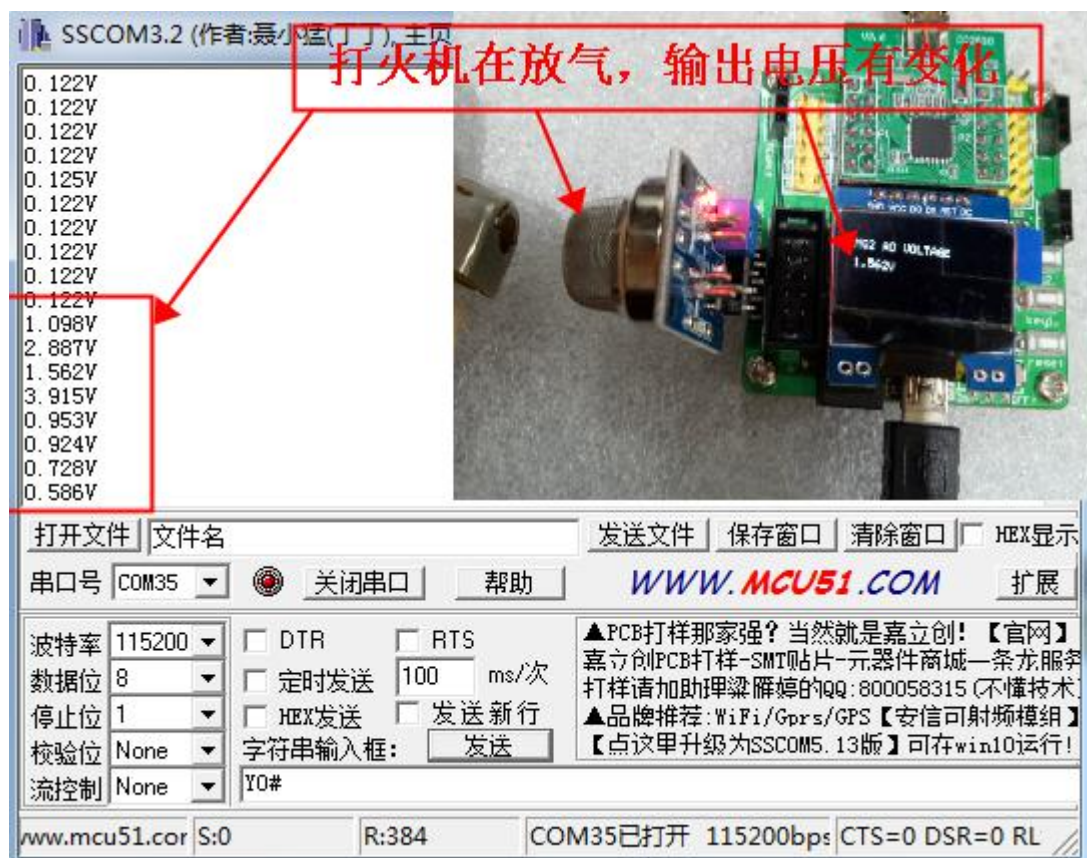 SSCOM3.2 (作者:聂小猛(丁丁), 主页
打火机在放气，输出电压有变化
0.122V
0.122V
0.122V
0.122V
0.125V
0.122V
0.122V
0.122V
0.122V
0.122V
1.098V
2.887V
1.562V
3.915V
0.953V
0.924V
0.728V
0.586V
MQ2 AO VOLTAGE
1.562V
打开文件 文件名 发送文件 保存窗口 清除窗口 HEX显示
串口号 COM35 关闭串口 帮助 WWW.MCU51.COM 扩展
波特率 115200 DTR RTS
数据位 8 定时发送 100 ms/次
停止位 1 HEX发送 发送新行
校验位 None 字符串输入框： 发送
流控制 None YO#
▲PCB打样那家强？当然就是嘉立创！【官网】
嘉立创PCB打样-SMT贴片-元器件商城—条龙服务
打样请加助理梁雁婷的QQ:800058315(不懂技术
▲品牌推荐:WiFi/Gprs/GPS【安信可射频模组】
【点这里升级为SSCOM5.13版】可在win10运行！
www.mcu51.cor S:0 R:384 COM35已打开 115200bps CTS=0 DSR=0 RL